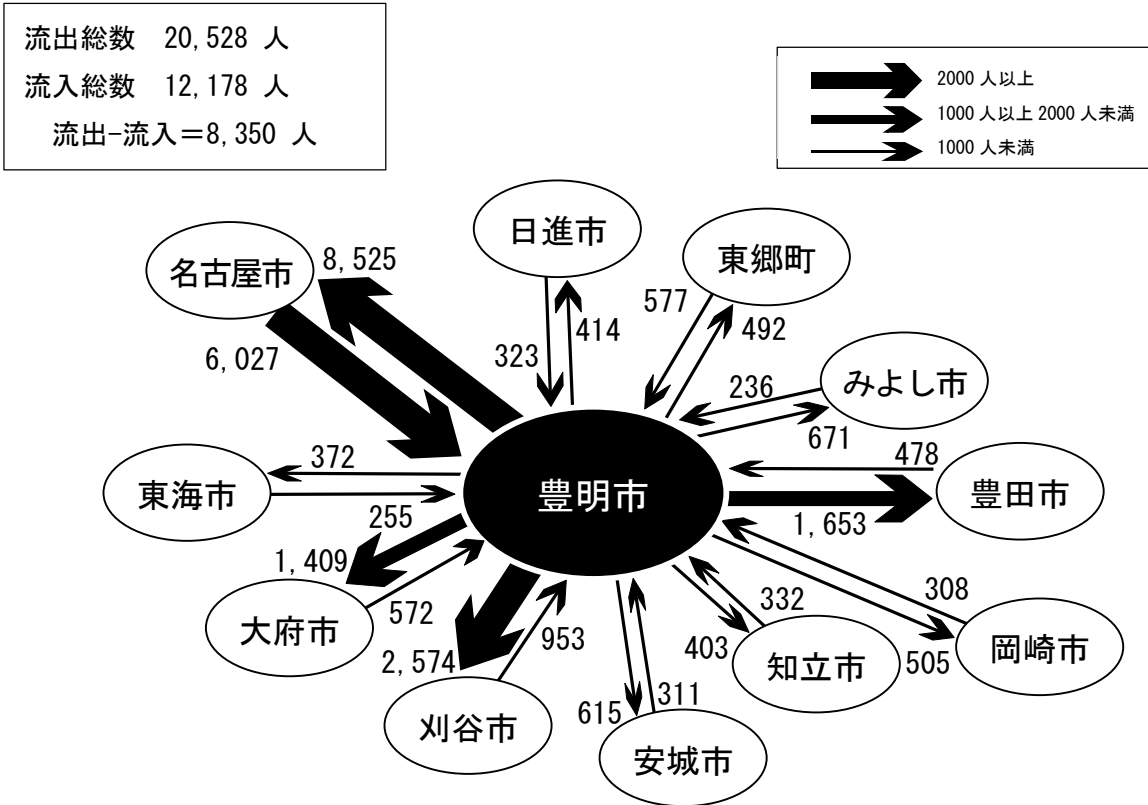 流出総数 20,528 人
流入総数 12,178 人
流出-流入＝8,350 人
2000 人以上
1000 人以上 2000 人未満
1000 人未満
日進市
東郷町
名古屋市
8,525
577
492
414
323
6,027
236
みよし市
671
372
478
東海市
豊明市
豊田市
255
1,653
1,409
572
332
308
大府市
953
403
505
岡崎市
2,574
知立市
刈谷市
615
311
安城市